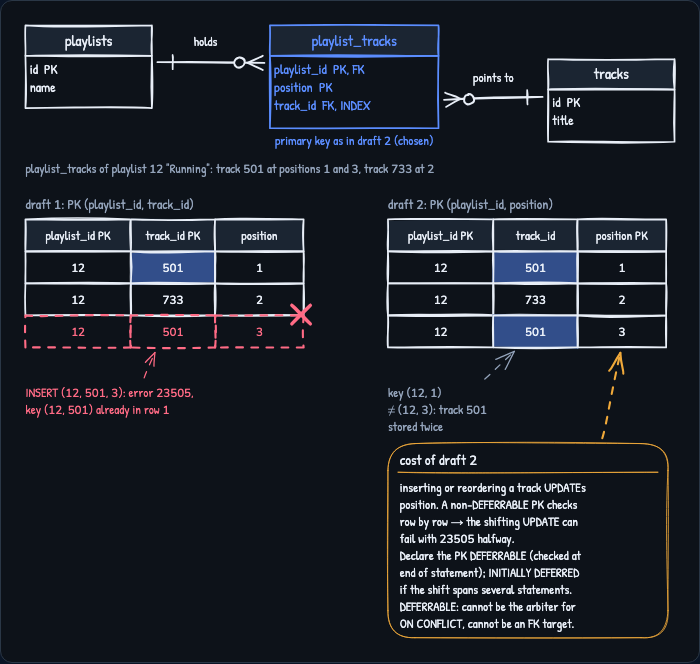 playlists
id PK
name
holds
playlist_tracks
playlist_id PK, FK
position PK
track_id FK, INDEX
primary key as in draft 2 (chosen)
points to
tracks
id PK
title
playlist_tracks of playlist 12 "Running": track 501 at positions 1 and 3, track 733 at 2
draft 1: PK (playlist_id, track_id)
playlist_id PK track_id PK position
12 501 1
12 733 2
12 501 3
INSERT (12, 501, 3): error 23505,
key (12, 501) already in row 1
draft 2: PK (playlist_id, position)
playlist_id PK track_id position PK
12 501 1
12 733 2
12 501 3
key (12, 1)
≠ (12, 3): track 501
stored twice
cost of draft 2
inserting or reordering a track UPDATEs
position. A non-DEFERRABLE PK checks
row by row → the shifting UPDATE can
fail with 23505 halfway.
Declare the PK DEFERRABLE (checked at
end of statement); INITIALLY DEFERRED
if the shift spans several statements.
DEFERRABLE: cannot be the arbiter for
ON CONFLICT, cannot be an FK target.